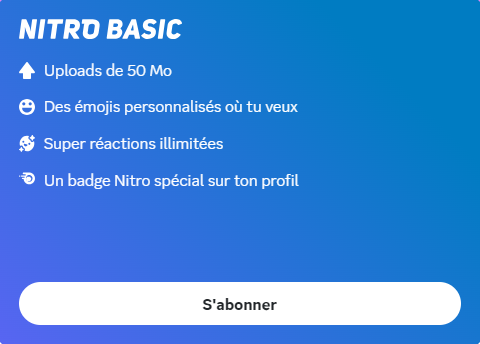 NITRO BASIC
Uploads de 50 Mo
Des émojis personnalisés où tu veux
Super réactions illimitées
Un badge Nitro spécial sur ton profil
S'abonner